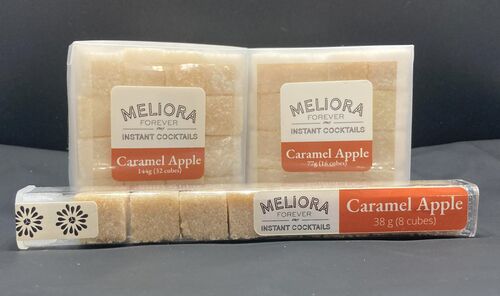 MELIORA
FOREVER
INSTANT COCKTAILS
Caramel Apple
144g (32 cubes)
MELIORA
FOREVER
INSTANT COCKTAILS
Caramel Apple
77g (16 cubes)
MELIORA
FOREVER
INSTANT COCKTAILS
Caramel Apple
38 g (8 cubes)